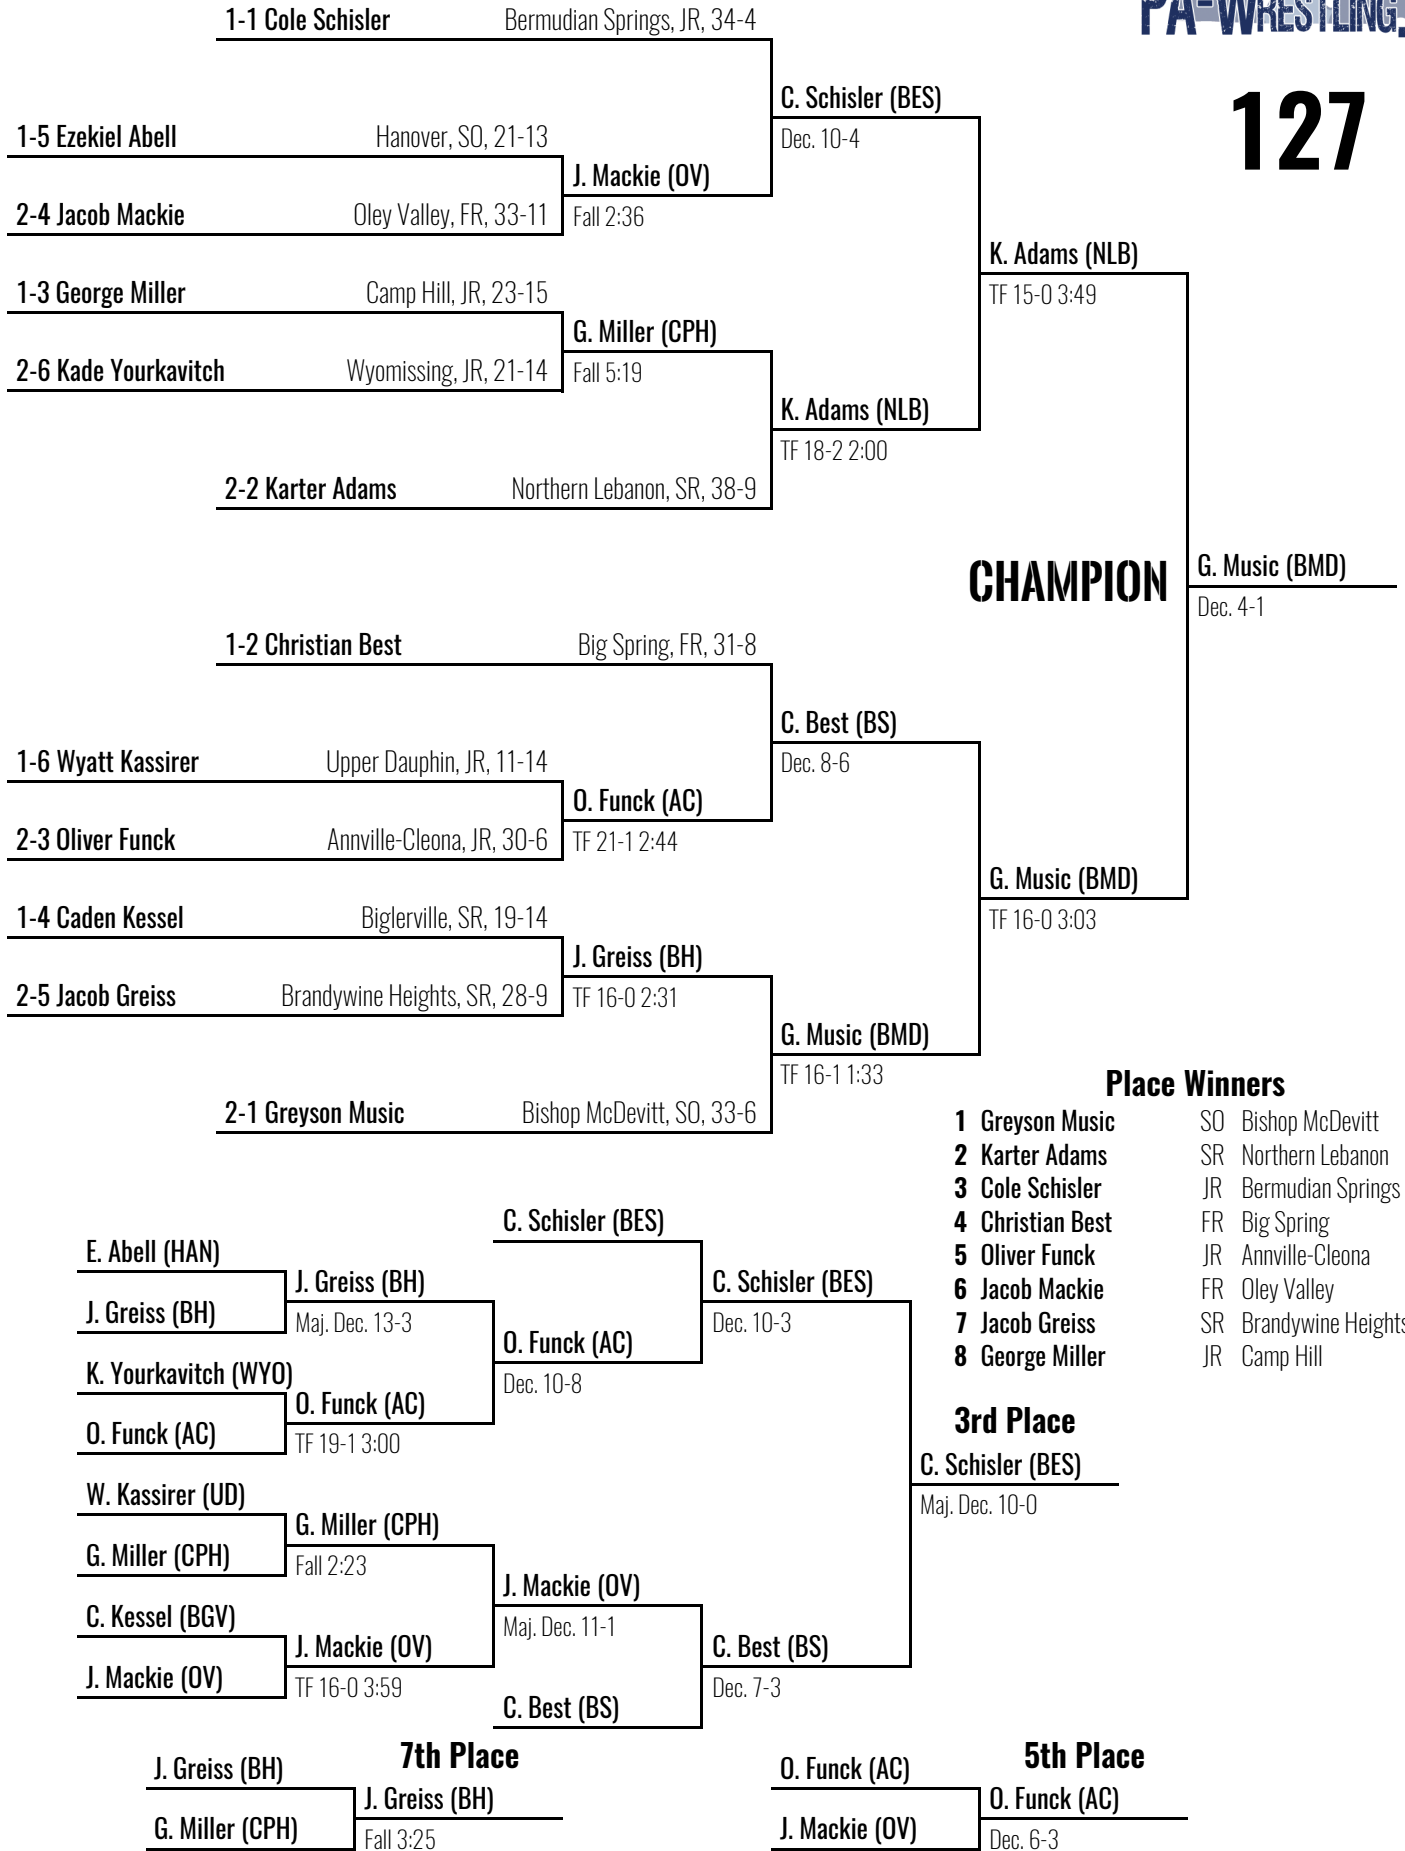 PA-WRESTLING.
127
1-1 Cole Schisler Bermudian Springs, JR, 34-4
C. Schisler (BES)
Dec. 10-4
1-5 Ezekiel Abell Hanover, SO, 21-13
J. Mackie (OV)
Fall 2:36
2-4 Jacob Mackie Oley Valley, FR, 33-11
K. Adams (NLB)
TF 15-0 3:49
1-3 George Miller Camp Hill, JR, 23-15
G. Miller (CPH)
Fall 5:19
2-6 Kade Yourkavitch Wyomissing, JR, 21-14
K. Adams (NLB)
TF 18-2 2:00
2-2 Karter Adams Northern Lebanon, SR, 38-9
CHAMPION
G. Music (BMD)
Dec. 4-1
1-2 Christian Best Big Spring, FR, 31-8
C. Best (BS)
Dec. 8-6
1-6 Wyatt Kassirer Upper Dauphin, JR, 11-14
O. Funck (AC)
TF 21-1 2:44
2-3 Oliver Funck Annville-Cleona, JR, 30-6
G. Music (BMD)
TF 16-0 3:03
1-4 Caden Kessel Biglerville, SR, 19-14
J. Greiss (BH)
TF 16-0 2:31
2-5 Jacob Greiss Brandywine Heights, SR, 28-9
G. Music (BMD)
TF 16-1 1:33
2-1 Greyson Music Bishop McDevitt, SO, 33-6
Place Winners
1 Greyson Music SO Bishop McDevitt
2 Karter Adams SR Northern Lebanon
3 Cole Schisler JR Bermudian Springs
4 Christian Best FR Big Spring
5 Oliver Funck JR Annville-Cleona
6 Jacob Mackie FR Oley Valley
7 Jacob Greiss SR Brandywine Heights
8 George Miller JR Camp Hill
C. Schisler (BES)
E. Abell (HAN)
J. Greiss (BH)
J. Greiss (BH)
Maj. Dec. 13-3
C. Schisler (BES)
Dec. 10-3
O. Funck (AC)
Dec. 10-8
K. Yourkavitch (WYO)
O. Funck (AC)
O. Funck (AC)
TF 19-1 3:00
3rd Place
C. Schisler (BES)
Maj. Dec. 10-0
W. Kassirer (UD)
G. Miller (CPH)
G. Miller (CPH)
Fall 2:23
J. Mackie (OV)
Maj. Dec. 11-1
C. Kessel (BGV)
J. Mackie (OV)
J. Mackie (OV)
TF 16-0 3:59
C. Best (BS)
Dec. 7-3
C. Best (BS)
7th Place
J. Greiss (BH)
J. Greiss (BH)
G. Miller (CPH)
Fall 3:25
5th Place
O. Funck (AC)
O. Funck (AC)
J. Mackie (OV)
Dec. 6-3